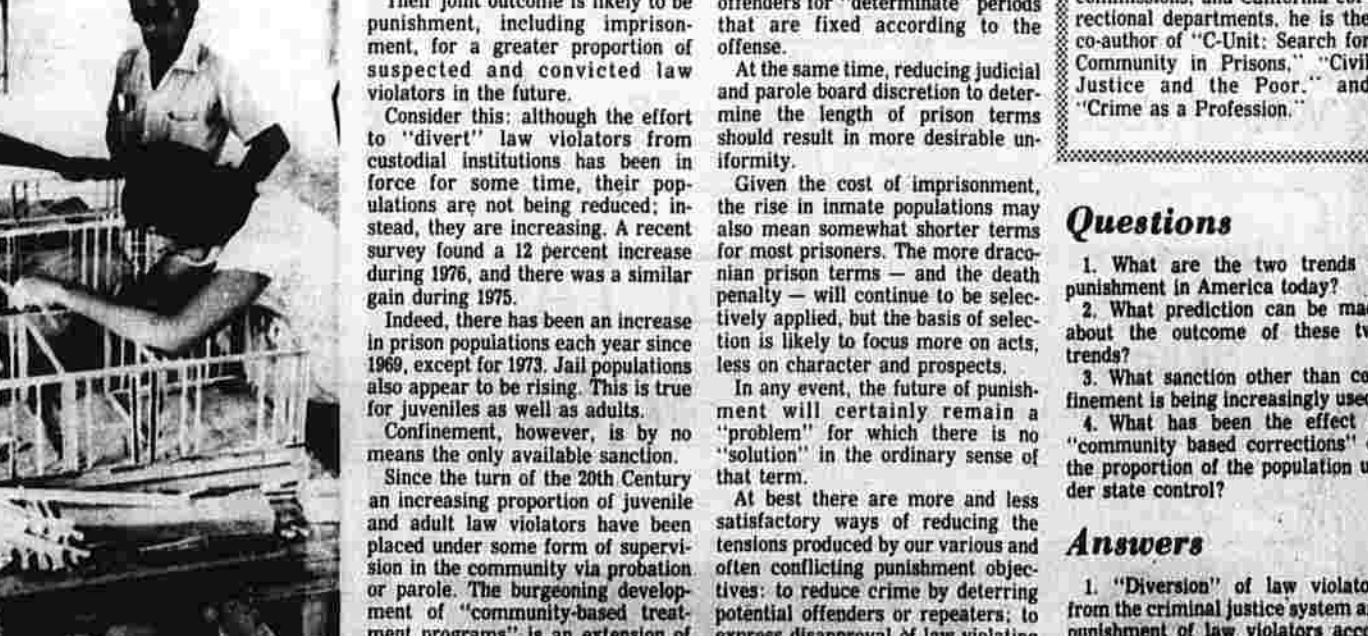 Their joint outcome is likely to be
punishment, including imprison-
ment, for a greater proportion of
suspected and convicted law
violators in the future.
Consider this: although the effort
to "divert" law violators from
custodial institutions has been in
force for some time, their pop-
ulations are not being reduced; in-
stead, they are increasing. A recent
survey found a 12 percent increase
during 1976, and there was a similar
gain during 1975.
Indeed, there has been an increase
in prison populations each year since
1969, except for 1973. Jail populations
also appear to be rising. This is true
for juveniles as well as adults.
Confinement, however, is by no
means the only available sanction.
Since the turn of the 20th Century
an increasing proportion of juvenile
and adult law violators have been
placed under some form of supervi-
sion in the community via probation
or parole. The burgeoning develop-
ment of "community-based treat-
ment programs" is an extension of
offenders for "determinate" periods
that are fixed according to the
offense.
At the same time, reducing judicial
and parole board discretion to deter-
mine the length of prison terms
should result in more desirable un-
iformity.
Given the cost of imprisonment,
the rise in inmate populations may
also mean somewhat shorter terms
for most prisoners. The more draco-
nian prison terms — and the death
penalty — will continue to be selec-
tively applied, but the basis of selec-
tion is likely to focus more on acts,
less on character and prospects.
In any event, the future of punish-
ment will certainly remain a
"problem" for which there is no
"solution" in the ordinary sense of
that term.
At best there are more and less
satisfactory ways of reducing the
tensions produced by our various and
often conflicting punishment objec-
tives: to reduce crime by deterring
potential offenders or repeaters; to
express disapproval of law violating
rectional departments, he is the
co-author of "C-Unit: Search for
Community in Prisons," "Civil
Justice and the Poor," and
"Crime as a Profession."
Questions
1. What are the two trends
punishment in America today?
2. What prediction can be
about the outcome of these
trends?
3. What sanction other than
finement is being increasingly used
4. What has been the effect
"community based corrections"
the proportion of the population
der state control?
Answers
1. "Diversion" of law
from the criminal justice system
punishment of law violators